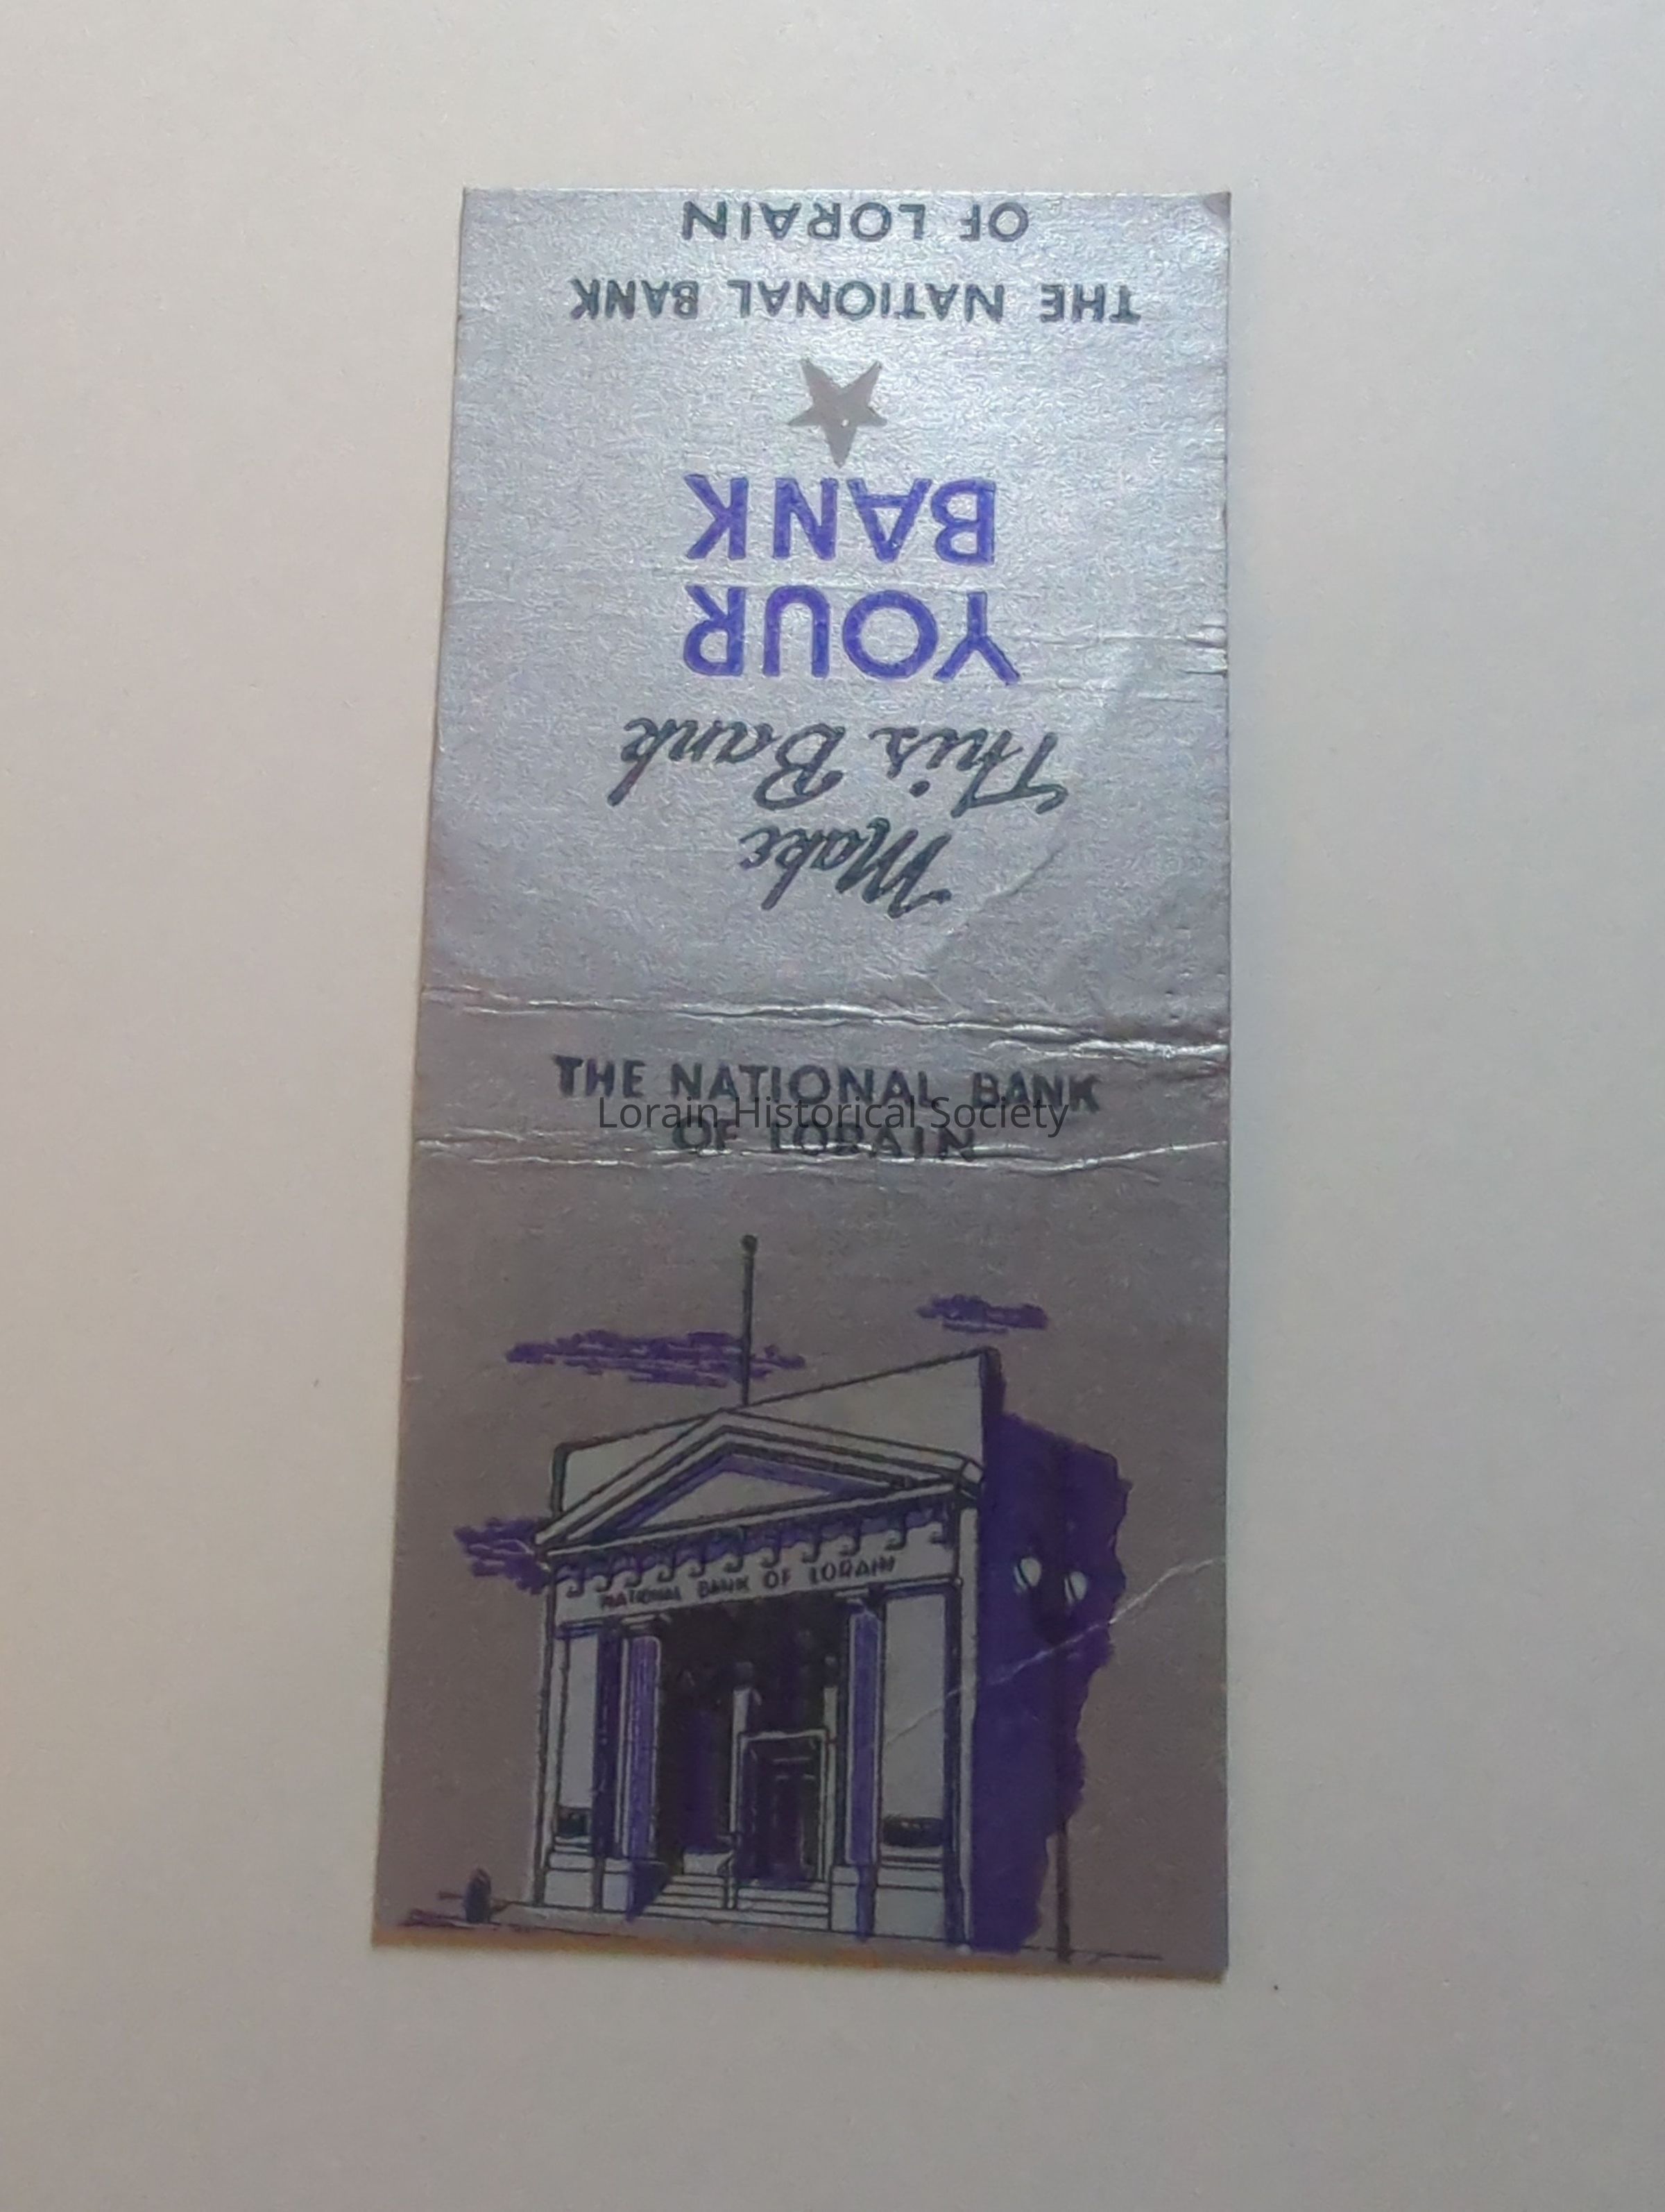 Make
This Bank
YOUR
BANK
THE NATIONAL BANK
OF LORAIN
THE NATIONAL BANK
OF LORAIN
Lorain Historical Society
NATIONAL BANK OF LORAIN